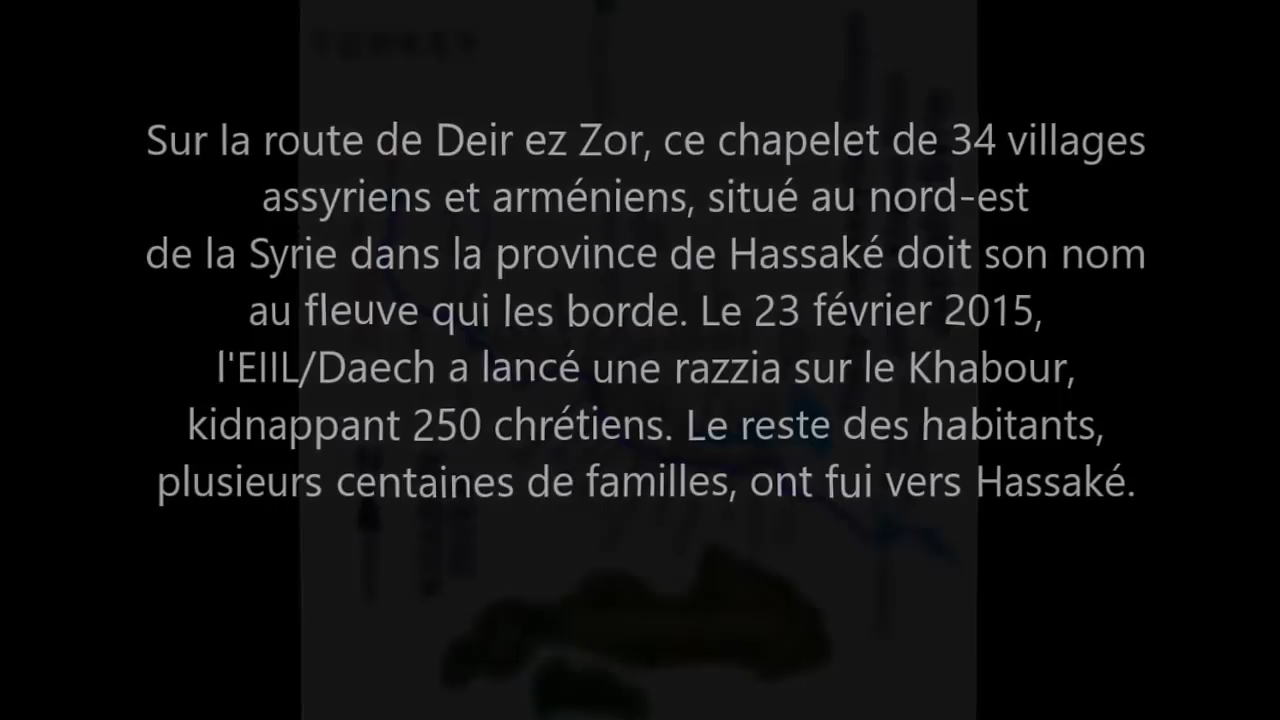 Sur la route de Deir ez Zor, ce chapelet de 34 villages
assyriens et arméniens, situé au nord-est
de la Syrie dans la province de Hassaké doit son nom
au fleuve qui les borde. Le 23 février 2015,
l'EIIL/Daech a lancé une razzia sur le Khabour,
kidnappant 250 chrétiens. Le reste des habitants,
plusieurs centaines de familles, ont fui vers Hassaké.